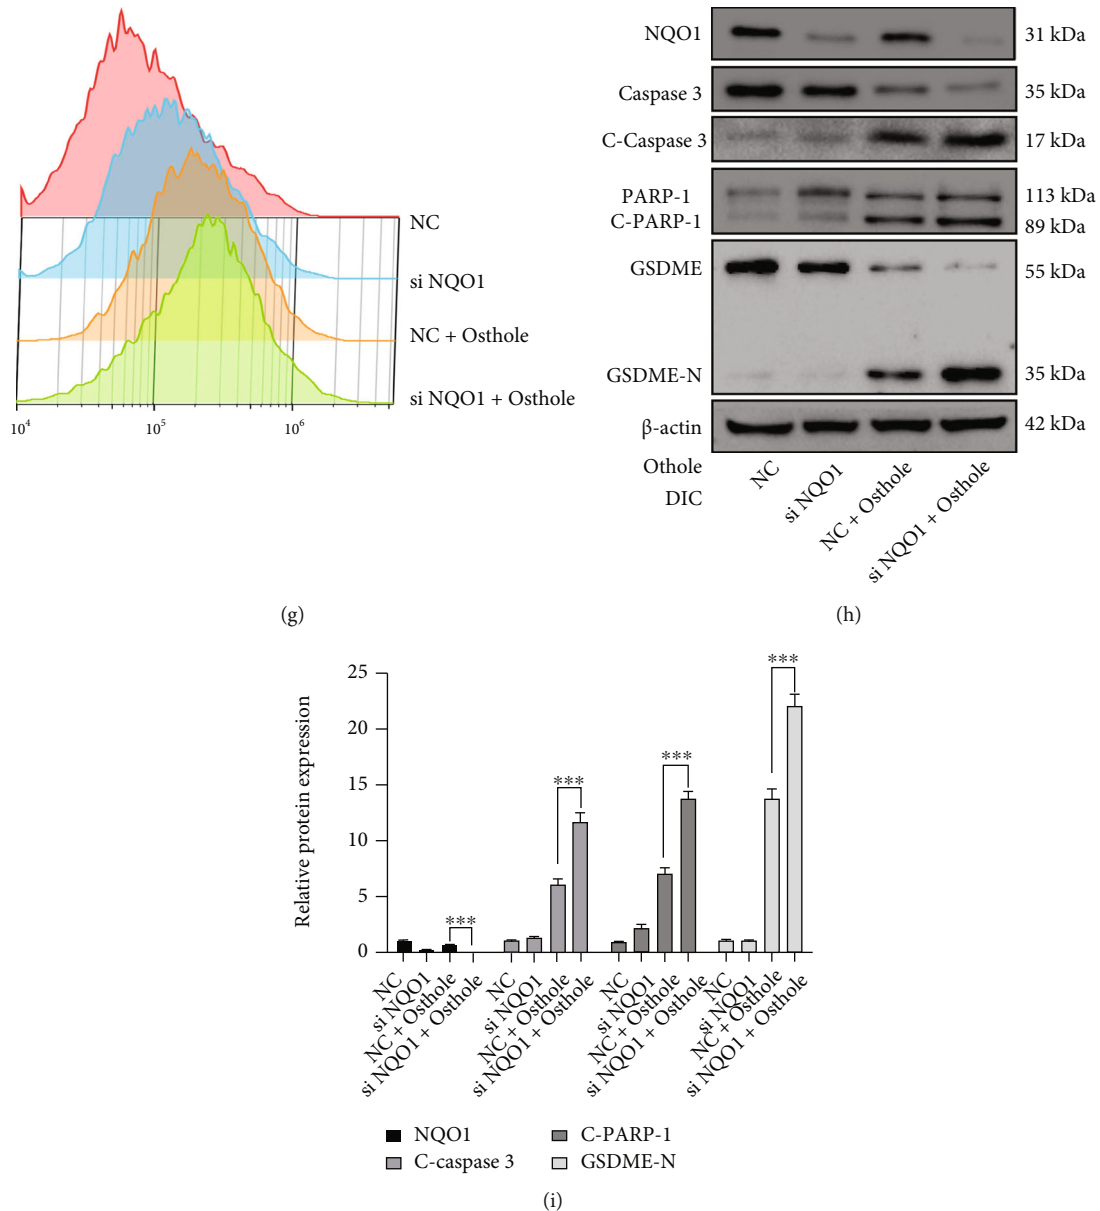 NC
si NQO1
NC + Osthole
si NQO1 + Osthole
10⁴ 10⁵ 10⁶
(g)
NQO1 31 kDa
Caspase 3 35 kDa
C-Caspase 3 17 kDa
PARP-1 113 kDa
C-PARP-1 89 kDa
GSDME 55 kDa
GSDME-N 35 kDa
β-actin 42 kDa
Othole
DIC
NC
si NQO1
NC + Osthole
si NQO1 + Osthole
(h)
Relative protein expression
25
20
15
10
5
0
***
***
***
***
NC
si NQO1
NC + Osthole
si NQO1 + Osthole
NC
si NQO1
NC + Osthole
si NQO1 + Osthole
NC
si NQO1
NC + Osthole
si NQO1 + Osthole
NC
si NQO1
NC + Osthole
si NQO1 + Osthole
NQO1
C-caspase 3
C-PARP-1
GSDME-N
(i)